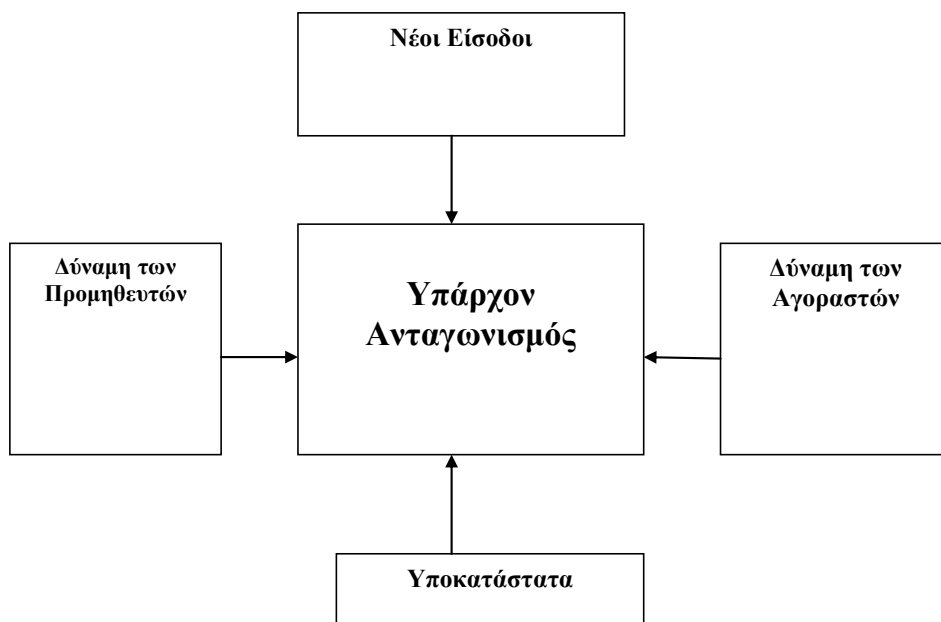 Νέοι Είσοδοι
Δύναμη των
Προμηθευτών
Υπάρχον
Ανταγωνισμός
Δύναμη των
Αγοραστών
Υποκατάστατα